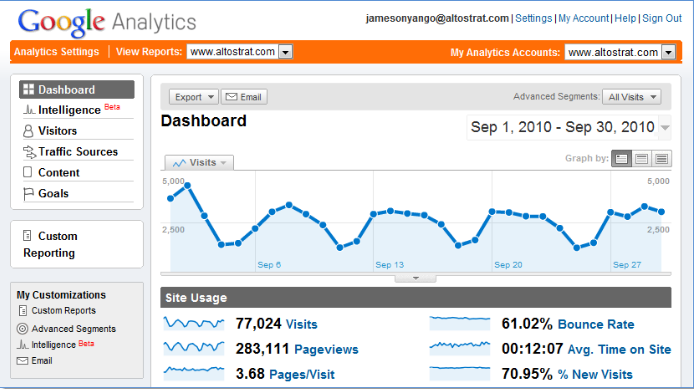 Google Analytics
jamesonyango@altostrat.com | Settings | My Account | Help | Sign Out
Analytics Settings | View Reports: www.altostrat.com
My Analytics Accounts: www.altostrat.com
Dashboard
Intelligence Beta
Visitors
Traffic Sources
Content
Goals
Custom
Reporting
My Customizations
Custom Reports
Advanced Segments
Intelligence Beta
Email
Export
Email
Advanced Segments: All Visits
Dashboard
Sep 1, 2010 - Sep 30, 2010
Visits
Graph by:
5,000
5,000
2,500
2,500
Sep 6
Sep 13
Sep 20
Sep 27
Site Usage
77,024 Visits
61.02% Bounce Rate
283,111 Pageviews
00:12:07 Avg. Time on Site
3.68 Pages/Visit
70.95% % New Visits